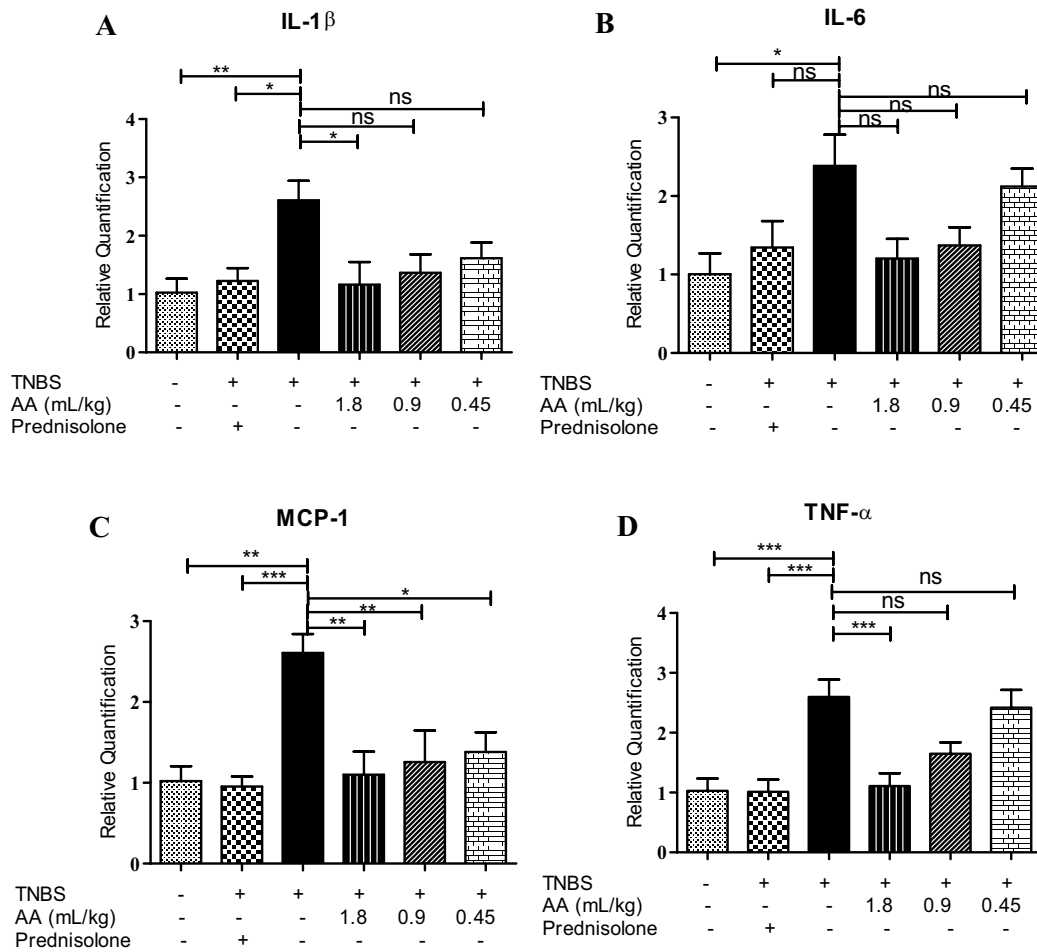 A
IL-1β
**
*
ns
ns
*
Relative Quantification
4
3
2
1
0
TNBS - + + + + +
AA (mL/kg) - - - 1.8 0.9 0.45
Prednisolone - + - - - -
B
IL-6
*
ns
ns
ns
ns
Relative Quantification
3
2
1
0
TNBS - + + + + +
AA (mL/kg) - - - 1.8 0.9 0.45
Prednisolone - + - - - -
C
MCP-1
**
***
*
**
**
Relative Quantification
3
2
1
0
TNBS - + + + + +
AA (mL/kg) - - - 1.8 0.9 0.45
Prednisolone - + - - - -
D
TNF-α
***
***
ns
ns
***
Relative Quantification
4
3
2
1
0
TNBS - + + + + +
AA (mL/kg) - - - 1.8 0.9 0.45
Prednisolone - + - - - -